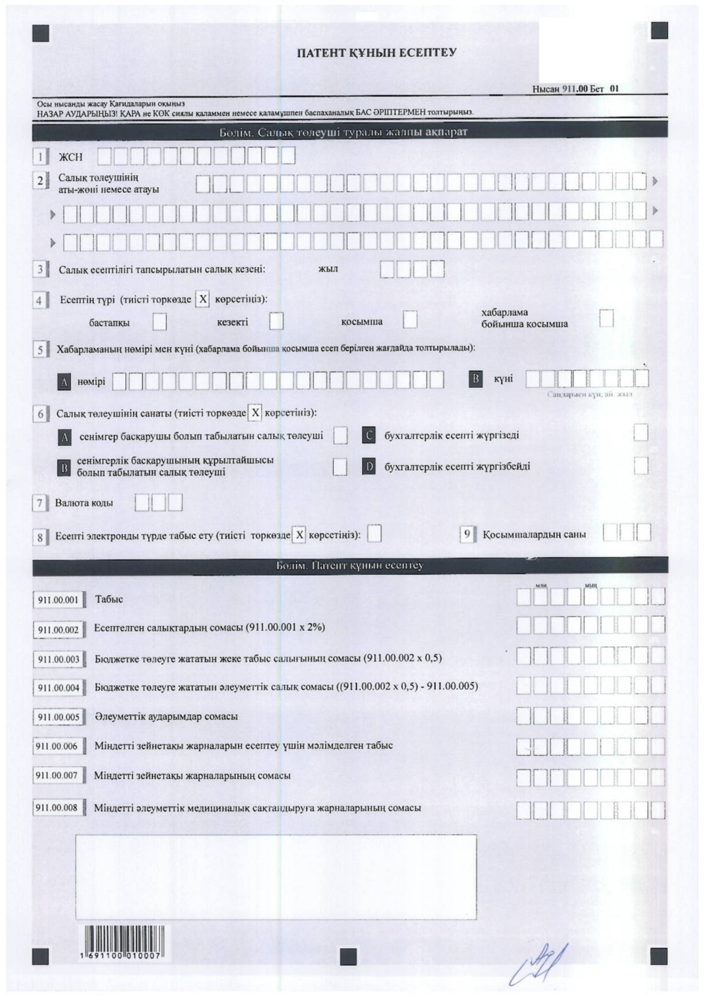 ПАТЕНТ ҚҰНЫН ЕСЕПТЕУ
Нысан 911.00 Бет 01
Осы нысанды жасау Қағидаларын оқыңыз
НАЗАР АУДАРЫҢЫЗ! ҚАРА не КӨК сиялы қаламмен немесе қаламұшпен баспаханалық БАС ӘРІПТЕРМЕН толтырыңыз.
Бөлім. Салық төлеуші туралы жалпы ақпарат
1 ЖСН
2 Салық төлеушінің
аты-жөні немесе атауы
3 Салық есептілігі тапсырылатын салық кезеңі: жыл
4 Есептің түрі (тиісті торкөзде X көрсетіңіз):
бастапқы кезекті қосымша хабарлама
бойынша қосымша
5 Хабарламаның нөмірі мен күні (хабарлама бойынша қосымша есеп берілген жағдайда толтырылады):
A нөмірі B күні
Сандармен күн, ай, жыл
6 Салық төлеушінің санаты (тиісті торкөзде X көрсетіңіз):
A сенімгер басқарушы болып табылатын салық төлеуші C бухгалтерлік есепті жүргізеді
B сенімгерлік басқарушының құрылтайшысы
болып табылатын салық төлеуші D бухгалтерлік есепті жүргізбейді
7 Валюта коды
8 Есепті электронды түрде табыс ету (тиісті торкөзде X көрсетіңіз): 9 Қосымшалардың саны
Бөлім. Патент құнын есептеу
млн. мың
911.00.001 Табыс
911.00.002 Есептелген салықтардың сомасы (911.00.001 x 2%)
911.00.003 Бюджетке төлеуге жататын жеке табыс салығының сомасы (911.00.002 x 0,5)
911.00.004 Бюджетке төлеуге жататын әлеуметтік салық сомасы ((911.00.002 x 0,5) - 911.00.005)
911.00.005 Әлеуметтік аударымдар сомасы
911.00.006 Міндетті зейнетақы жарналарын есептеу үшін мәлімделген табыс
911.00.007 Міндетті зейнетақы жарналарының сомасы
911.00.008 Міндетті әлеуметтік медициналық сақтандыруға жарналарының сомасы
1 691100 010007